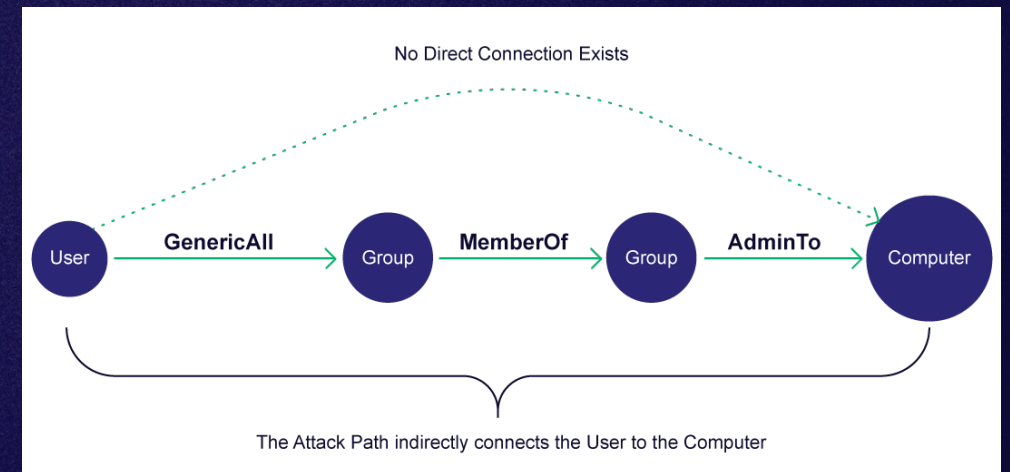 No Direct Connection Exists
GenericAll
MemberOf
AdminTo
User
Group
Group
Computer
The Attack Path indirectly connects the User to the Computer